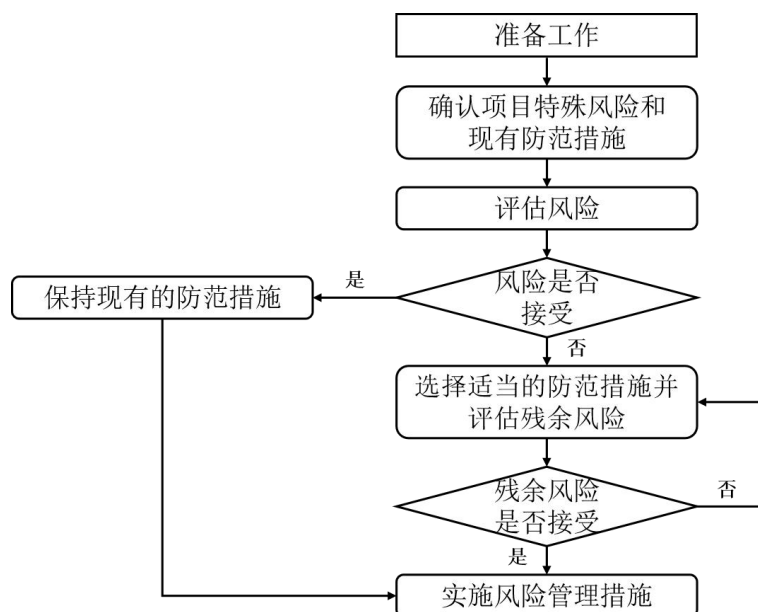 准备工作
确认项目特殊风险和
现有防范措施
评估风险
风险是否
接受
是
保持现有的防范措施
否
选择适当的防范措施并
评估残余风险
残余风险
是否接受
否
是
实施风险管理措施